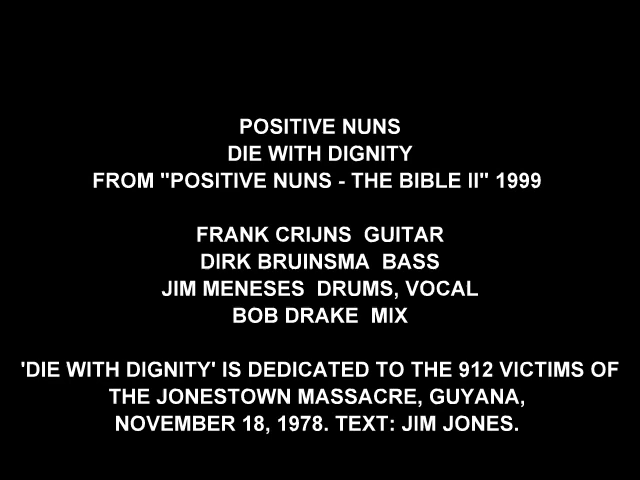 POSITIVE NUNS
DIE WITH DIGNITY
FROM "POSITIVE NUNS - THE BIBLE II" 1999
FRANK CRIJNS  GUITAR
DIRK BRUINSMA  BASS
JIM MENESES  DRUMS, VOCAL
BOB DRAKE  MIX
'DIE WITH DIGNITY' IS DEDICATED TO THE 912 VICTIMS OF
THE JONESTOWN MASSACRE, GUYANA,
NOVEMBER 18, 1978. TEXT: JIM JONES.